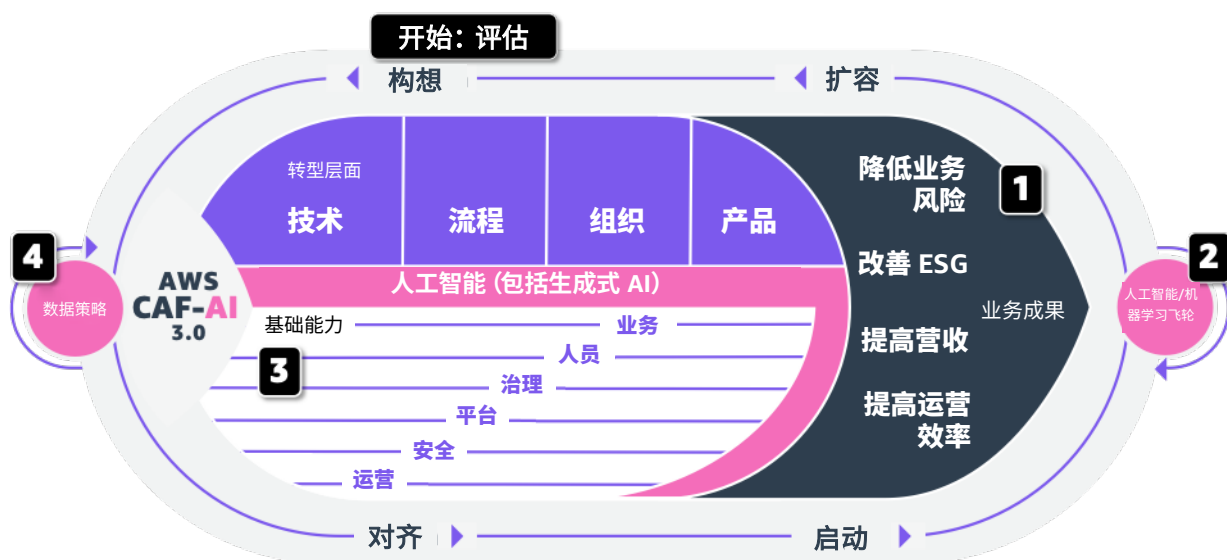 开始：评估
构想
扩容
转型层面
技术
流程
组织
产品
人工智能（包括生成式 AI）
降低业务
风险
1
改善 ESG
业务成果
提高营收
提高运营
效率
2
人工智能/机
器学习飞轮
4
数据策略
AWS
CAF-AI
3.0
基础能力
业务
3
人员
治理
平台
安全
运营
对齐
启动